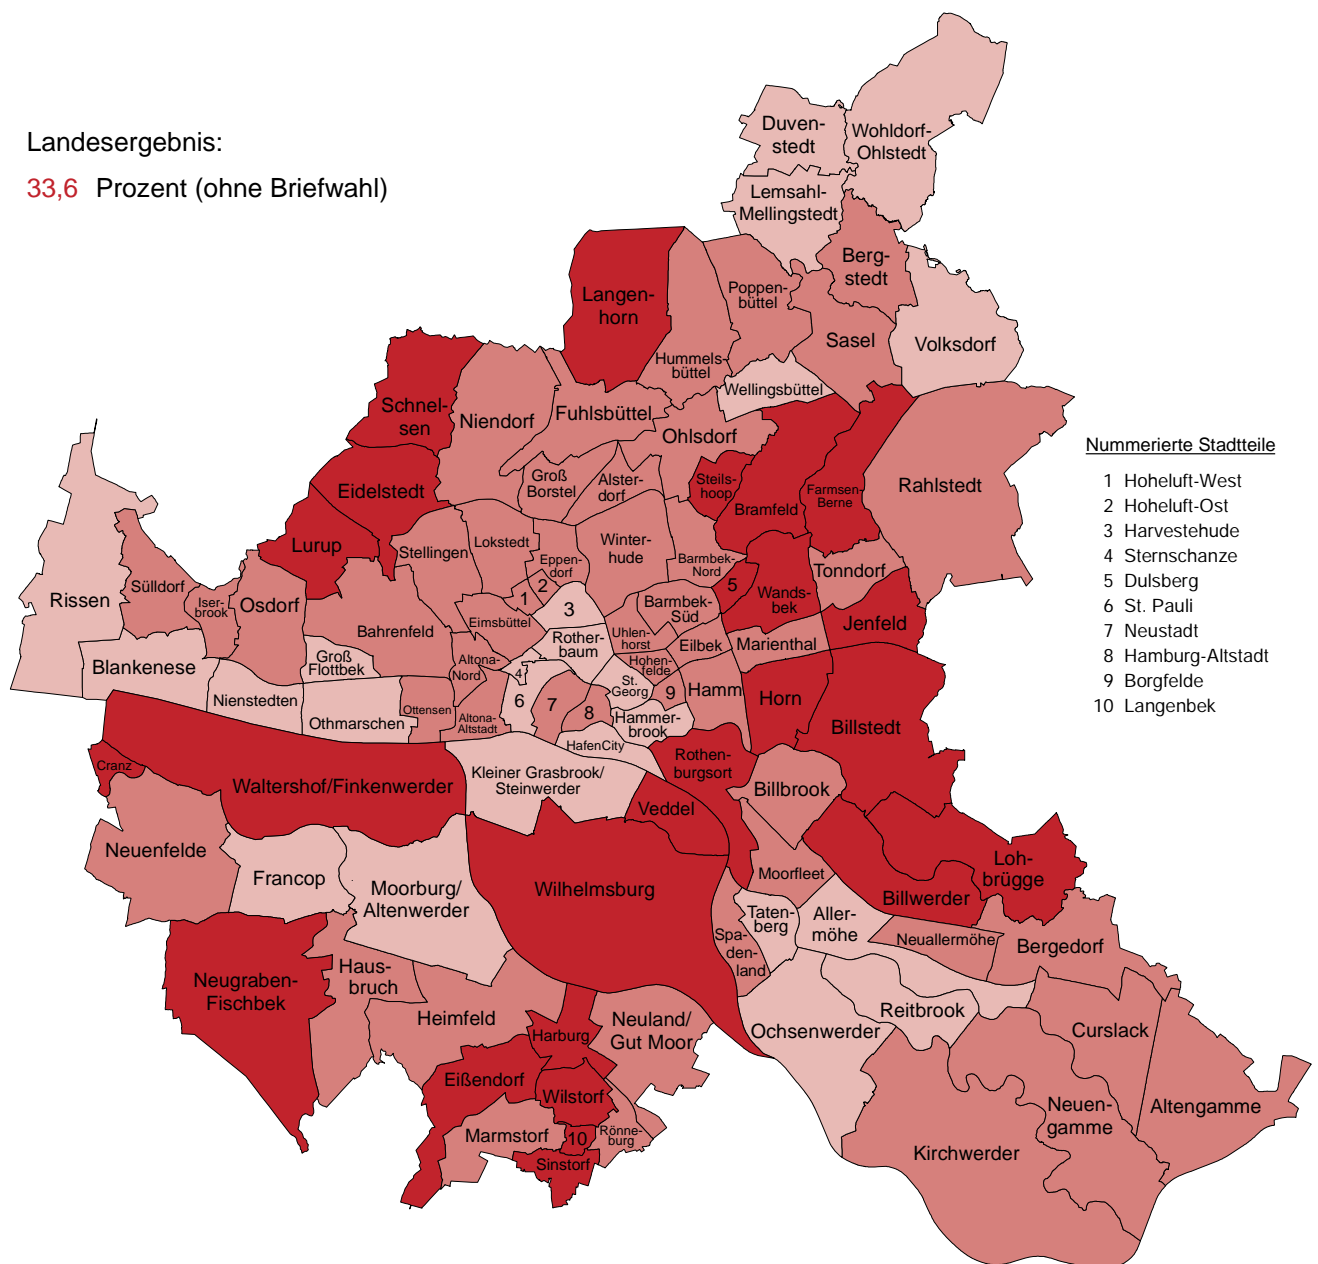 Landesergebnis:
33,6 Prozent (ohne Briefwahl)
Duven-
stedt
Wohldorf-
Ohlstedt
Lemsahl-
Mellingstedt
Berg-
stedt
Langen-
horn
Poppen-
büttel
Sasel
Volksdorf
Hummels-
büttel
Wellingsbüttel
Schnel-
sen
Niendorf
Fuhlsbüttel
Ohlsdorf
Eidelstedt
Groß
Borstel
Alster-
dorf
Steils-
hoop
Bramfeld
Farmsen-
Berne
Rahlstedt
Nummerierte Stadtteile
1 Hoheluft-West
2 Hoheluft-Ost
3 Harvestehude
4 Sternschanze
5 Dulsberg
6 St. Pauli
7 Neustadt
8 Hamburg-Altstadt
9 Borgfelde
10 Langenbek
Lurup
Stellingen
Lokstedt
Eppen-
dorf
Winter-
hude
Barmbek-
Nord
5
Wands-
bek
Tonndorf
Rissen
Sülldorf
Iser-
brook
Osdorf
Bahrenfeld
Eimsbüttel
1
2
3
Barmbek-
Süd
Jenfeld
Blankenese
Groß
Flottbek
Altona-
Nord
Rother-
baum
Uhlen-
horst
Eilbek
Marienthal
Hohen-
felde
Nienstedten
Othmarschen
Ottensen
Altona-
Altstadt
4
6
7
8
St.
Georg
9
Hamm
Horn
Billstedt
Hammer-
brook
HafenCity
Cranz
Waltershof/Finkenwerder
Kleiner Grasbrook/
Steinwerder
Rothen-
burgsort
Billbrook
Veddel
Neuenfelde
Francop
Moorburg/
Altenwerder
Wilhelmsburg
Moorfleet
Billwerder
Loh-
brügge
Taten-
berg
Aller-
möhe
Neuallermöhe
Bergedorf
Spa-
den-
land
Neugraben-
Fischbek
Haus-
bruch
Heimfeld
Harburg
Neuland/
Gut Moor
Ochsenwerder
Reitbrook
Curslack
Eißendorf
Wilstorf
Neuen-
gamme
Altengamme
Marmstorf
10
Rönne-
burg
Sinstorf
Kirchwerder